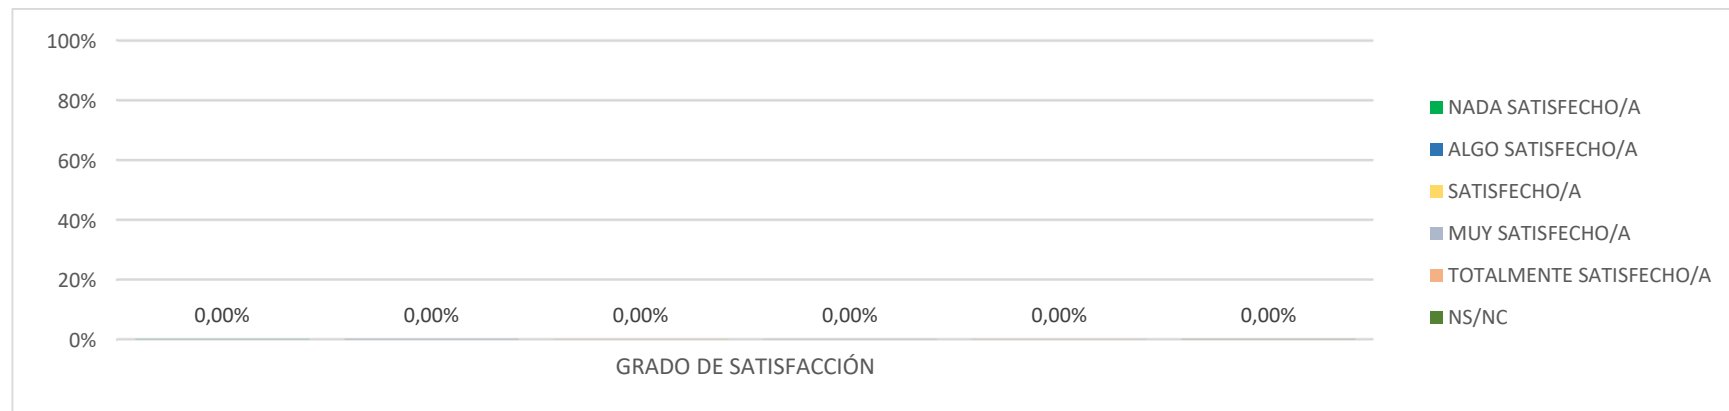 100%
80%
60%
40%
20%
0%
0,00% 0,00% 0,00% 0,00% 0,00% 0,00%
GRADO DE SATISFACCIÓN
NADA SATISFECHO/A
ALGO SATISFECHO/A
SATISFECHO/A
MUY SATISFECHO/A
TOTALMENTE SATISFECHO/A
NS/NC